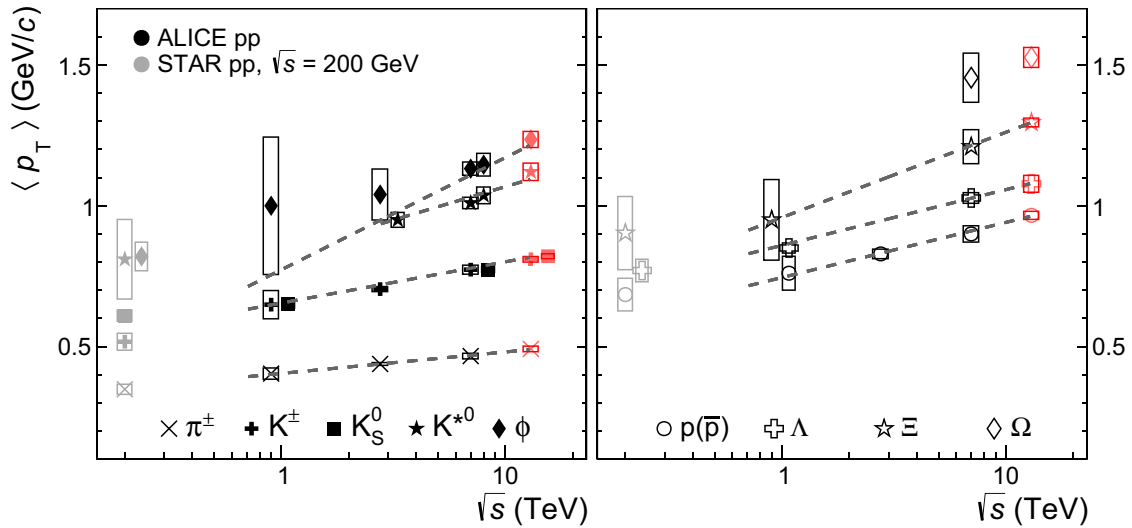 ⟨ p_T ⟩ (GeV/c)
ALICE pp
STAR pp, √s = 200 GeV
1.5
1
0.5
π± K± K⁰_S K*⁰ ϕ
1 10
√s (TeV)
p(p̅) Λ Ξ Ω
1 10
√s (TeV)
1.5
1
0.5